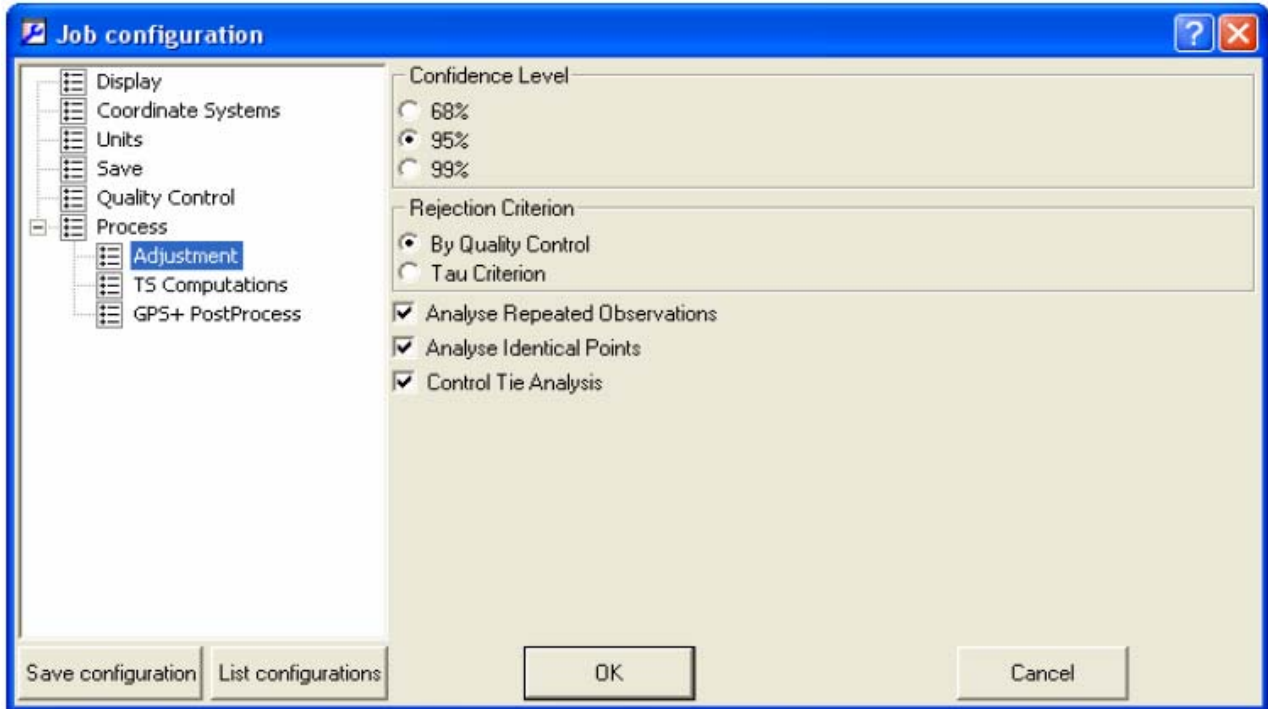 Job configuration
Display
Coordinate Systems
Units
Save
Quality Control
Process
Adjustment
TS Computations
GPS+ PostProcess
Confidence Level
68%
95%
99%
Rejection Criterion
By Quality Control
Tau Criterion
Analyse Repeated Observations
Analyse Identical Points
Control Tie Analysis
Save configuration
List configurations
OK
Cancel